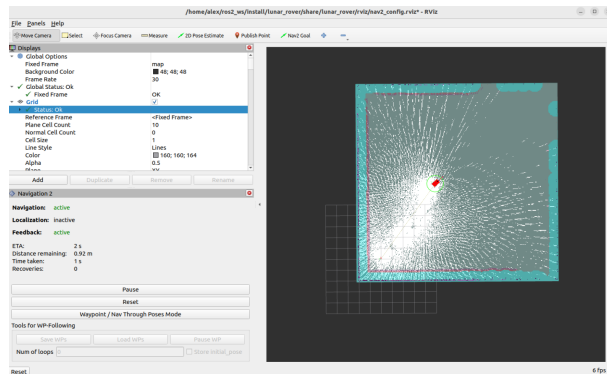 /home/alex/ros2_ws/install/lunar_rover/share/lunar_rover/rviz/nav2_config.rviz* - RViz
File Panels Help
Move Camera Select Focus Camera Measure 2D Pose Estimate Publish Point Nav2 Goal
Displays
Global Options
Fixed Frame map
Background Color 48; 48; 48
Frame Rate 30
Global Status: Ok
Fixed Frame OK
Grid
Status: Ok
Reference Frame <Fixed Frame>
Plane Cell Count 10
Normal Cell Count 0
Cell Size 1
Line Style Lines
Color 160; 160; 164
Alpha 0.5
Plane XY
Add Duplicate Remove Rename
Navigation 2
Navigation: active
Localization: inactive
Feedback: active
ETA: 2 s
Distance remaining: 0.92 m
Time taken: 1 s
Recoveries: 0
Pause
Reset
Waypoint / Nav Through Poses Mode
Tools for WP-Following
Save WPs Load WPs Pause WP
Num of loops 0 Store initial_pose
Reset 6 fps